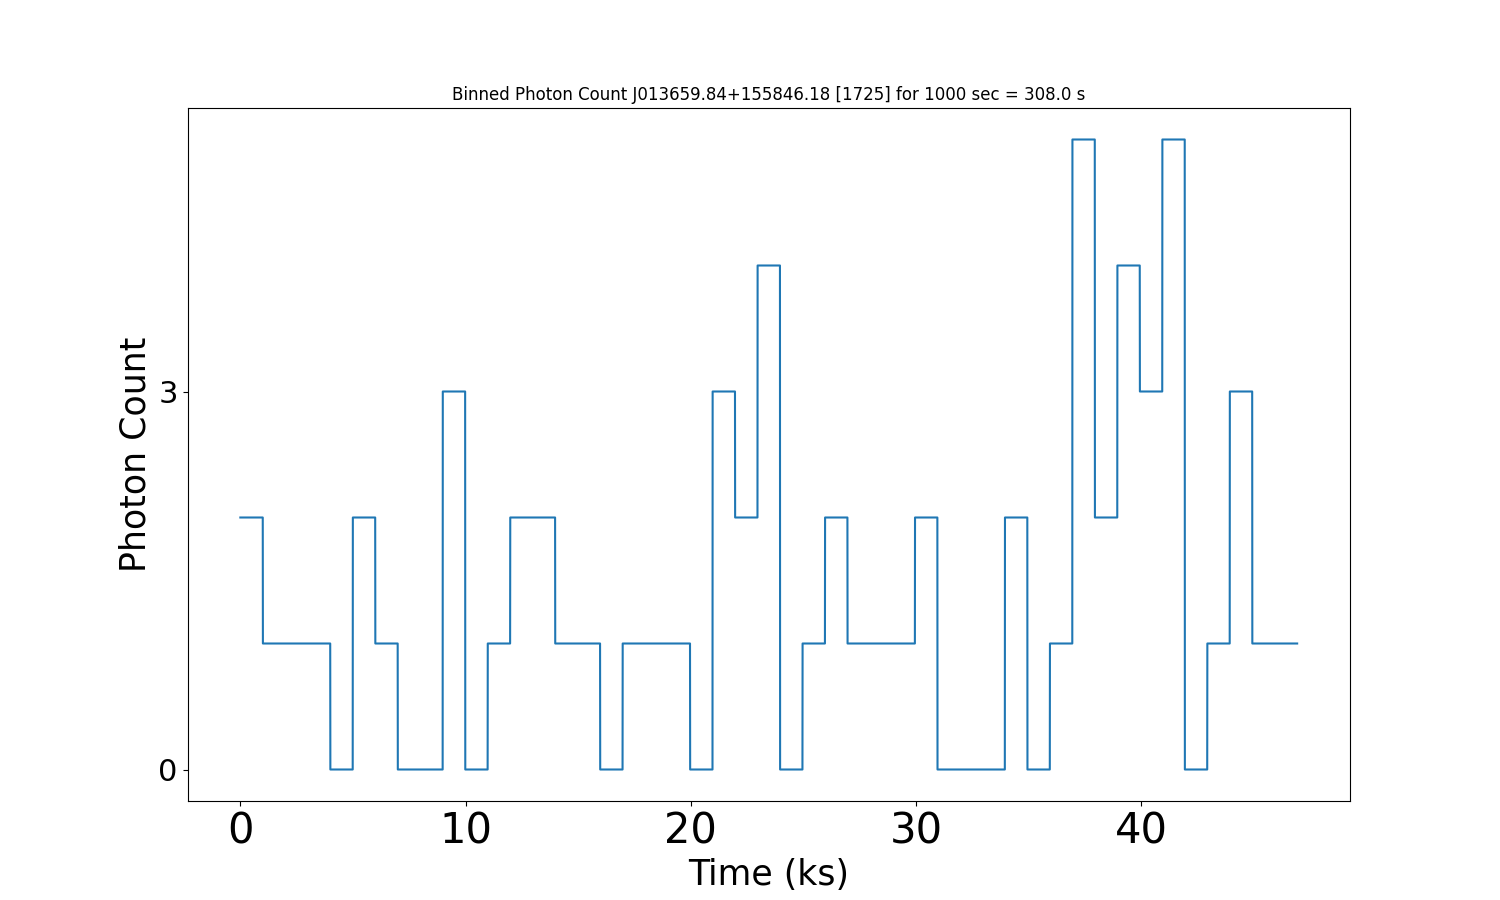 Binned Photon Count J013659.84+155846.18 [1725] for 1000 sec = 308.0 s
Photon Count
3
0
0 10 20 30 40
Time (ks)